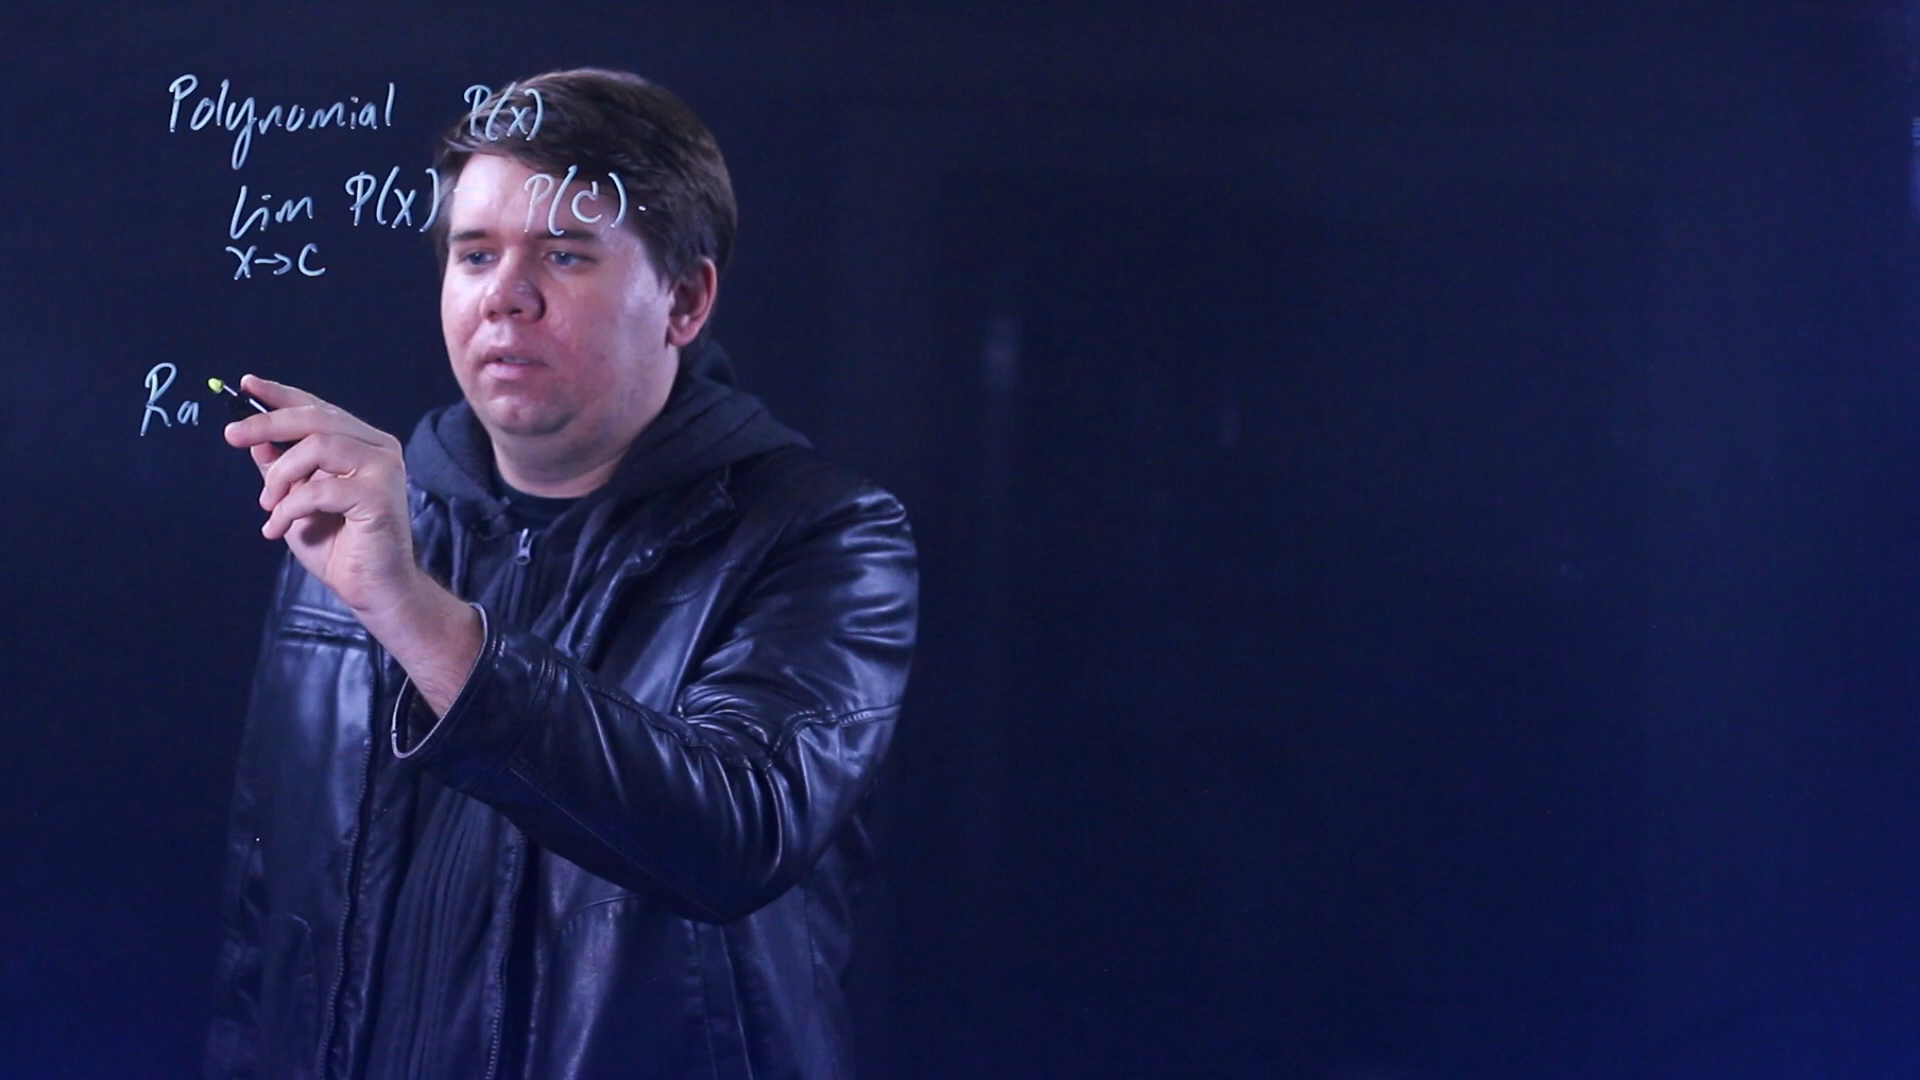 Polynomial P(x)
lim P(x) = P(c).
x→c
Ra